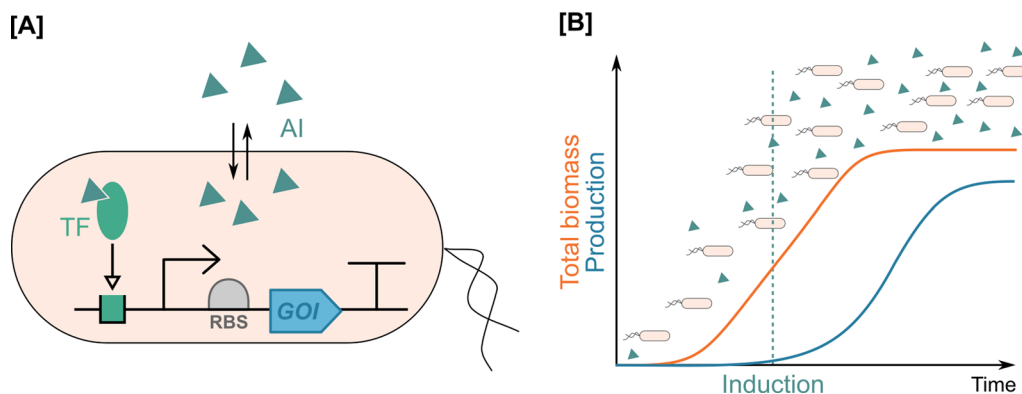 [A]
AI
TF
RBS
GOI
[B]
Total biomass
Production
Induction
Time